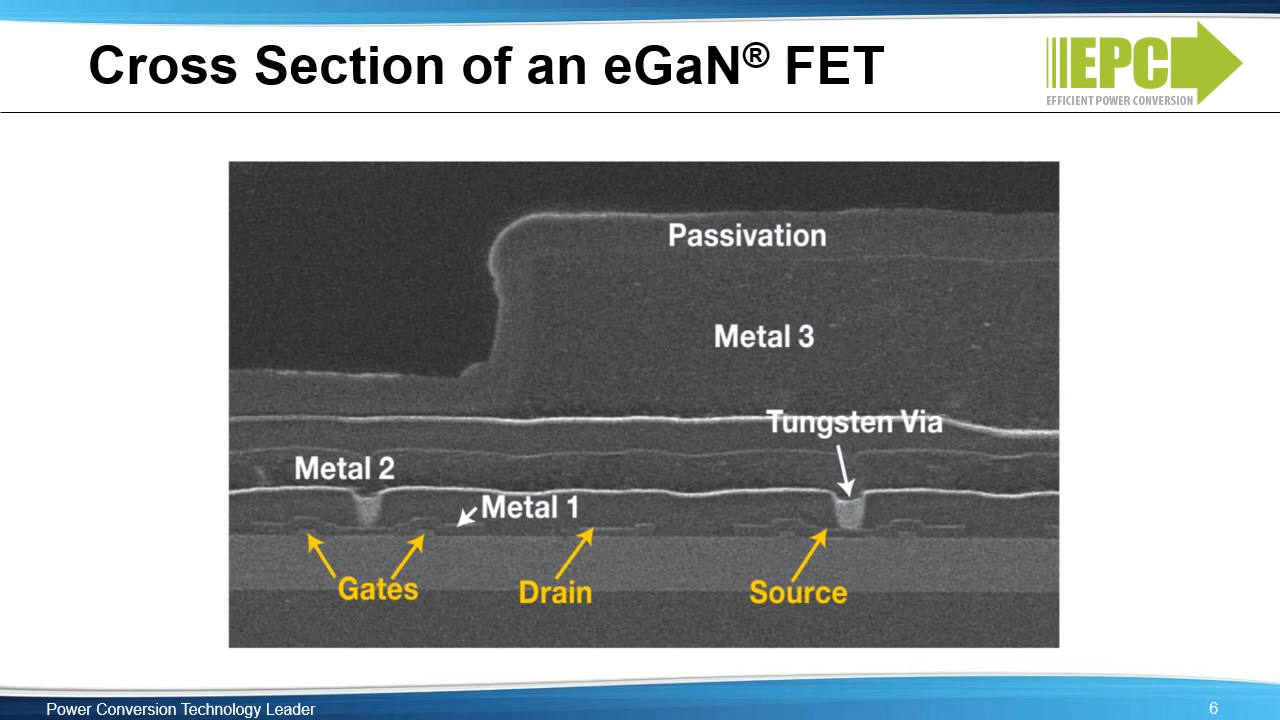 Cross Section of an eGaN® FET
EPC
EFFICIENT POWER CONVERSION
Passivation
Metal 3
Tungsten Via
Metal 2
Metal 1
Gates
Drain
Source
Power Conversion Technology Leader
6